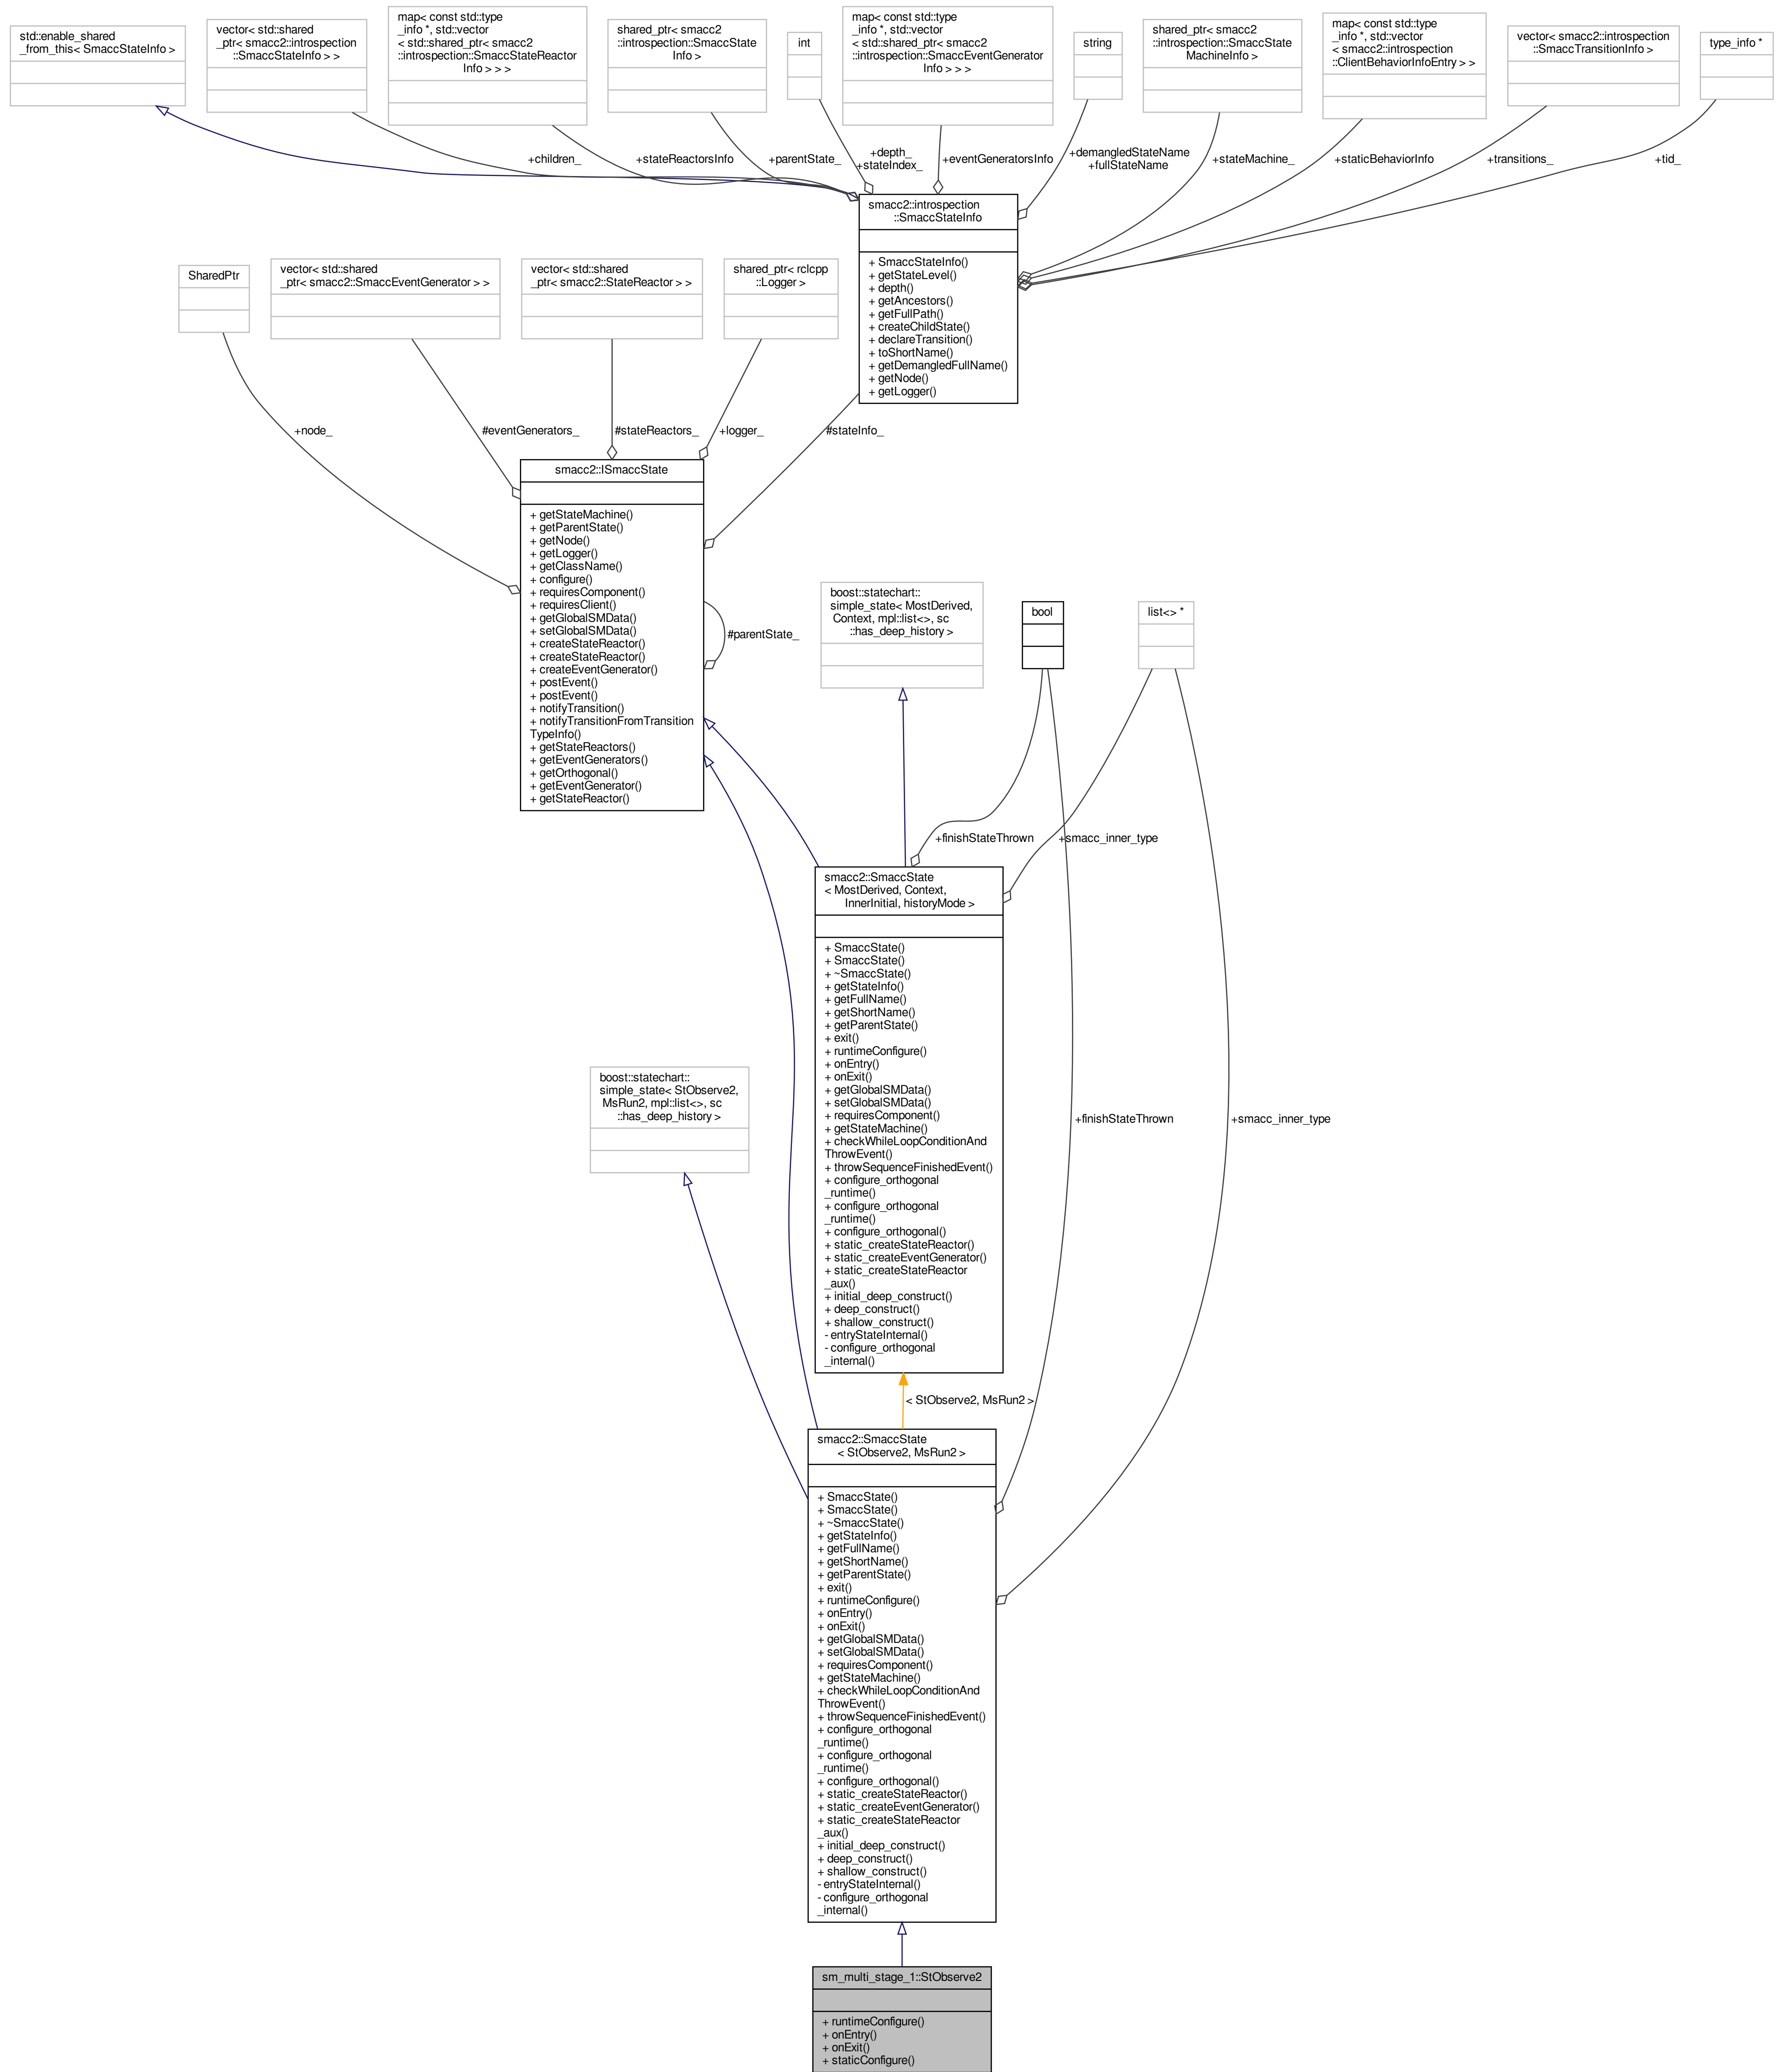 std::enable_shared
_from_this< SmaccStateInfo >
vector< std::shared
_ptr< smacc2::introspection
::SmaccStateInfo > >
map< const std::type
_info *, std::vector
< std::shared_ptr< smacc2
::introspection::SmaccStateReactor
Info > > >
shared_ptr< smacc2
::introspection::SmaccState
Info >
int
map< const std::type
_info *, std::vector
< std::shared_ptr< smacc2
::introspection::SmaccEventGenerator
Info > > >
string
shared_ptr< smacc2
::introspection::SmaccState
MachineInfo >
map< const std::type
_info *, std::vector
< smacc2::introspection
::ClientBehaviorInfoEntry > >
vector< smacc2::introspection
::SmaccTransitionInfo >
type_info *
+children_
+stateReactorsInfo
+parentState_
+depth_
+stateIndex_
+eventGeneratorsInfo
+demangledStateName
+fullStateName
+stateMachine_
+staticBehaviorInfo
+transitions_
+tid_
smacc2::introspection
::SmaccStateInfo
+ SmaccStateInfo()
+ getStateLevel()
+ depth()
+ getAncestors()
+ getFullPath()
+ createChildState()
+ declareTransition()
+ toShortName()
+ getDemangledFullName()
+ getNode()
+ getLogger()
SharedPtr
vector< std::shared
_ptr< smacc2::SmaccEventGenerator > >
vector< std::shared
_ptr< smacc2::StateReactor > >
shared_ptr< rclcpp
::Logger >
+node_
#eventGenerators_
#stateReactors_
+logger_
#stateInfo_
smacc2::ISmaccState
+ getStateMachine()
+ getParentState()
+ getNode()
+ getLogger()
+ getClassName()
+ configure()
+ requiresComponent()
+ requiresClient()
+ getGlobalSMData()
+ setGlobalSMData()
+ createStateReactor()
+ createStateReactor()
+ createEventGenerator()
+ postEvent()
+ postEvent()
+ notifyTransition()
+ notifyTransitionFromTransition
TypeInfo()
+ getStateReactors()
+ getEventGenerators()
+ getOrthogonal()
+ getEventGenerator()
+ getStateReactor()
#parentState_
boost::statechart::
simple_state< MostDerived,
Context, mpl::list<>, sc
::has_deep_history >
bool
list<> *
+finishStateThrown
+smacc_inner_type
smacc2::SmaccState
< MostDerived, Context,
InnerInitial, historyMode >
+ SmaccState()
+ SmaccState()
+ ~SmaccState()
+ getStateInfo()
+ getFullName()
+ getShortName()
+ getParentState()
+ exit()
+ runtimeConfigure()
+ onEntry()
+ onExit()
+ getGlobalSMData()
+ setGlobalSMData()
+ requiresComponent()
+ getStateMachine()
+ checkWhileLoopConditionAnd
ThrowEvent()
+ throwSequenceFinishedEvent()
+ configure_orthogonal
_runtime()
+ configure_orthogonal
_runtime()
+ configure_orthogonal()
+ static_createStateReactor()
+ static_createEventGenerator()
+ static_createStateReactor
_aux()
+ initial_deep_construct()
+ deep_construct()
+ shallow_construct()
- entryStateInternal()
- configure_orthogonal
_internal()
boost::statechart::
simple_state< StObserve2,
MsRun2, mpl::list<>, sc
::has_deep_history >
+finishStateThrown
+smacc_inner_type
< StObserve2, MsRun2 >
smacc2::SmaccState
< StObserve2, MsRun2 >
+ SmaccState()
+ SmaccState()
+ ~SmaccState()
+ getStateInfo()
+ getFullName()
+ getShortName()
+ getParentState()
+ exit()
+ runtimeConfigure()
+ onEntry()
+ onExit()
+ getGlobalSMData()
+ setGlobalSMData()
+ requiresComponent()
+ getStateMachine()
+ checkWhileLoopConditionAnd
ThrowEvent()
+ throwSequenceFinishedEvent()
+ configure_orthogonal
_runtime()
+ configure_orthogonal
_runtime()
+ configure_orthogonal()
+ static_createStateReactor()
+ static_createEventGenerator()
+ static_createStateReactor
_aux()
+ initial_deep_construct()
+ deep_construct()
+ shallow_construct()
- entryStateInternal()
- configure_orthogonal
_internal()
sm_multi_stage_1::StObserve2
+ runtimeConfigure()
+ onEntry()
+ onExit()
+ staticConfigure()